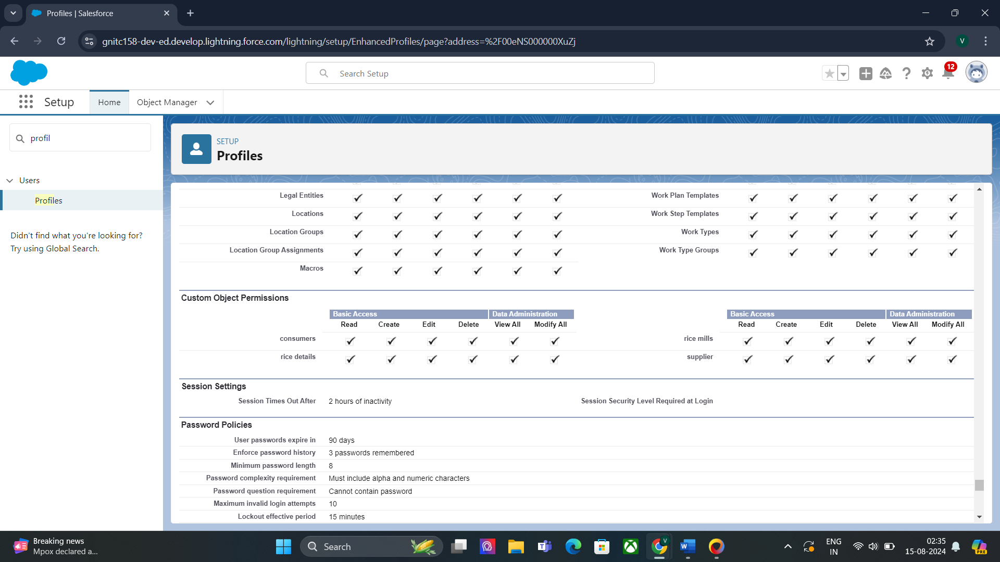 Profiles | Salesforce
gnitc158-dev-ed.develop.lightning.force.com/lightning/setup/EnhancedProfiles/page?address=%2F00eNS000000XuZj
V
Search Setup
12
Setup
Home
Object Manager
profil
Users
Profiles
Didn't find what you're looking for?
Try using Global Search.
SETUP
Profiles
Legal Entities
Work Plan Templates
Locations
Work Step Templates
Location Groups
Work Types
Location Group Assignments
Work Type Groups
Macros
Custom Object Permissions
Basic Access Data Administration
Basic Access Data Administration
Read Create Edit Delete View All Modify All
Read Create Edit Delete View All Modify All
consumers
rice mills
rice details
supplier
Session Settings
Session Times Out After 2 hours of inactivity
Session Security Level Required at Login
Password Policies
User passwords expire in 90 days
Enforce password history 3 passwords remembered
Minimum password length 8
Password complexity requirement Must include alpha and numeric characters
Password question requirement Cannot contain password
Maximum invalid login attempts 10
Lockout effective period 15 minutes
Breaking news
Mpox declared a...
Search
V
ENG
IN
02:35
15-08-2024
PRE